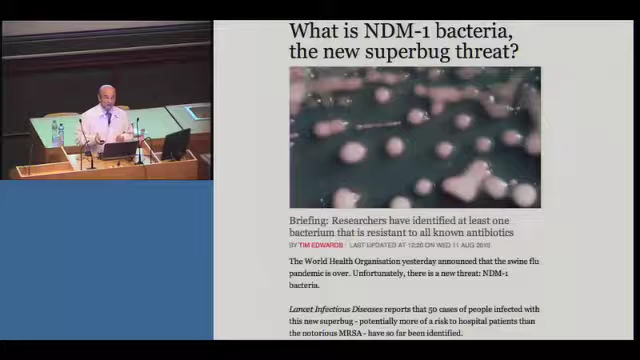 What is NDM-1 bacteria,
the new superbug threat?
Briefing: Researchers have identified at least one
bacterium that is resistant to all known antibiotics
BY TIM EDWARDS LAST UPDATED AT 12:20 ON WED 11 AUG 2010
The World Health Organisation yesterday announced that the swine flu
pandemic is over. Unfortunately, there is a new threat: NDM-1
bacteria.
Lancet Infectious Diseases reports that 50 cases of people infected with
this new superbug - potentially more of a risk to hospital patients than
the notorious MRSA - have so far been identified.